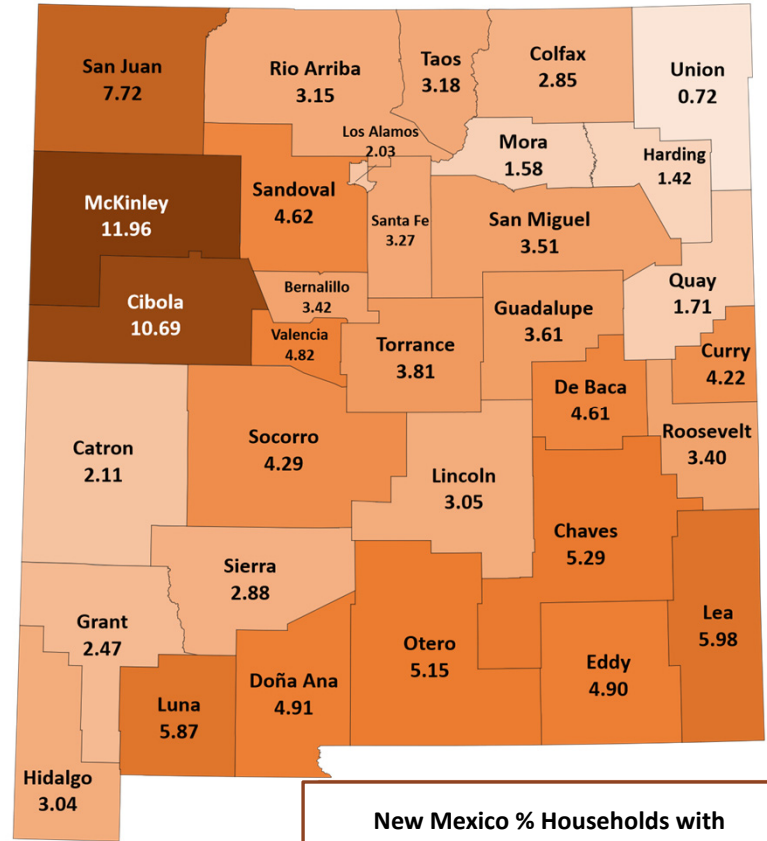 San Juan
7.72
Rio Arriba
3.15
Taos
3.18
Colfax
2.85
Union
0.72
Los Alamos
2.03
Mora
1.58
Harding
1.42
McKinley
11.96
Sandoval
4.62
Santa Fe
3.27
San Miguel
3.51
Cibola
10.69
Bernalillo
3.42
Valencia
4.82
Torrance
3.81
Guadalupe
3.61
Quay
1.71
Curry
4.22
De Baca
4.61
Roosevelt
3.40
Catron
2.11
Socorro
4.29
Lincoln
3.05
Chaves
5.29
Sierra
2.88
Grant
2.47
Lea
5.98
Otero
5.15
Eddy
4.90
Doña Ana
4.91
Luna
5.87
Hidalgo
3.04
New Mexico % Households with